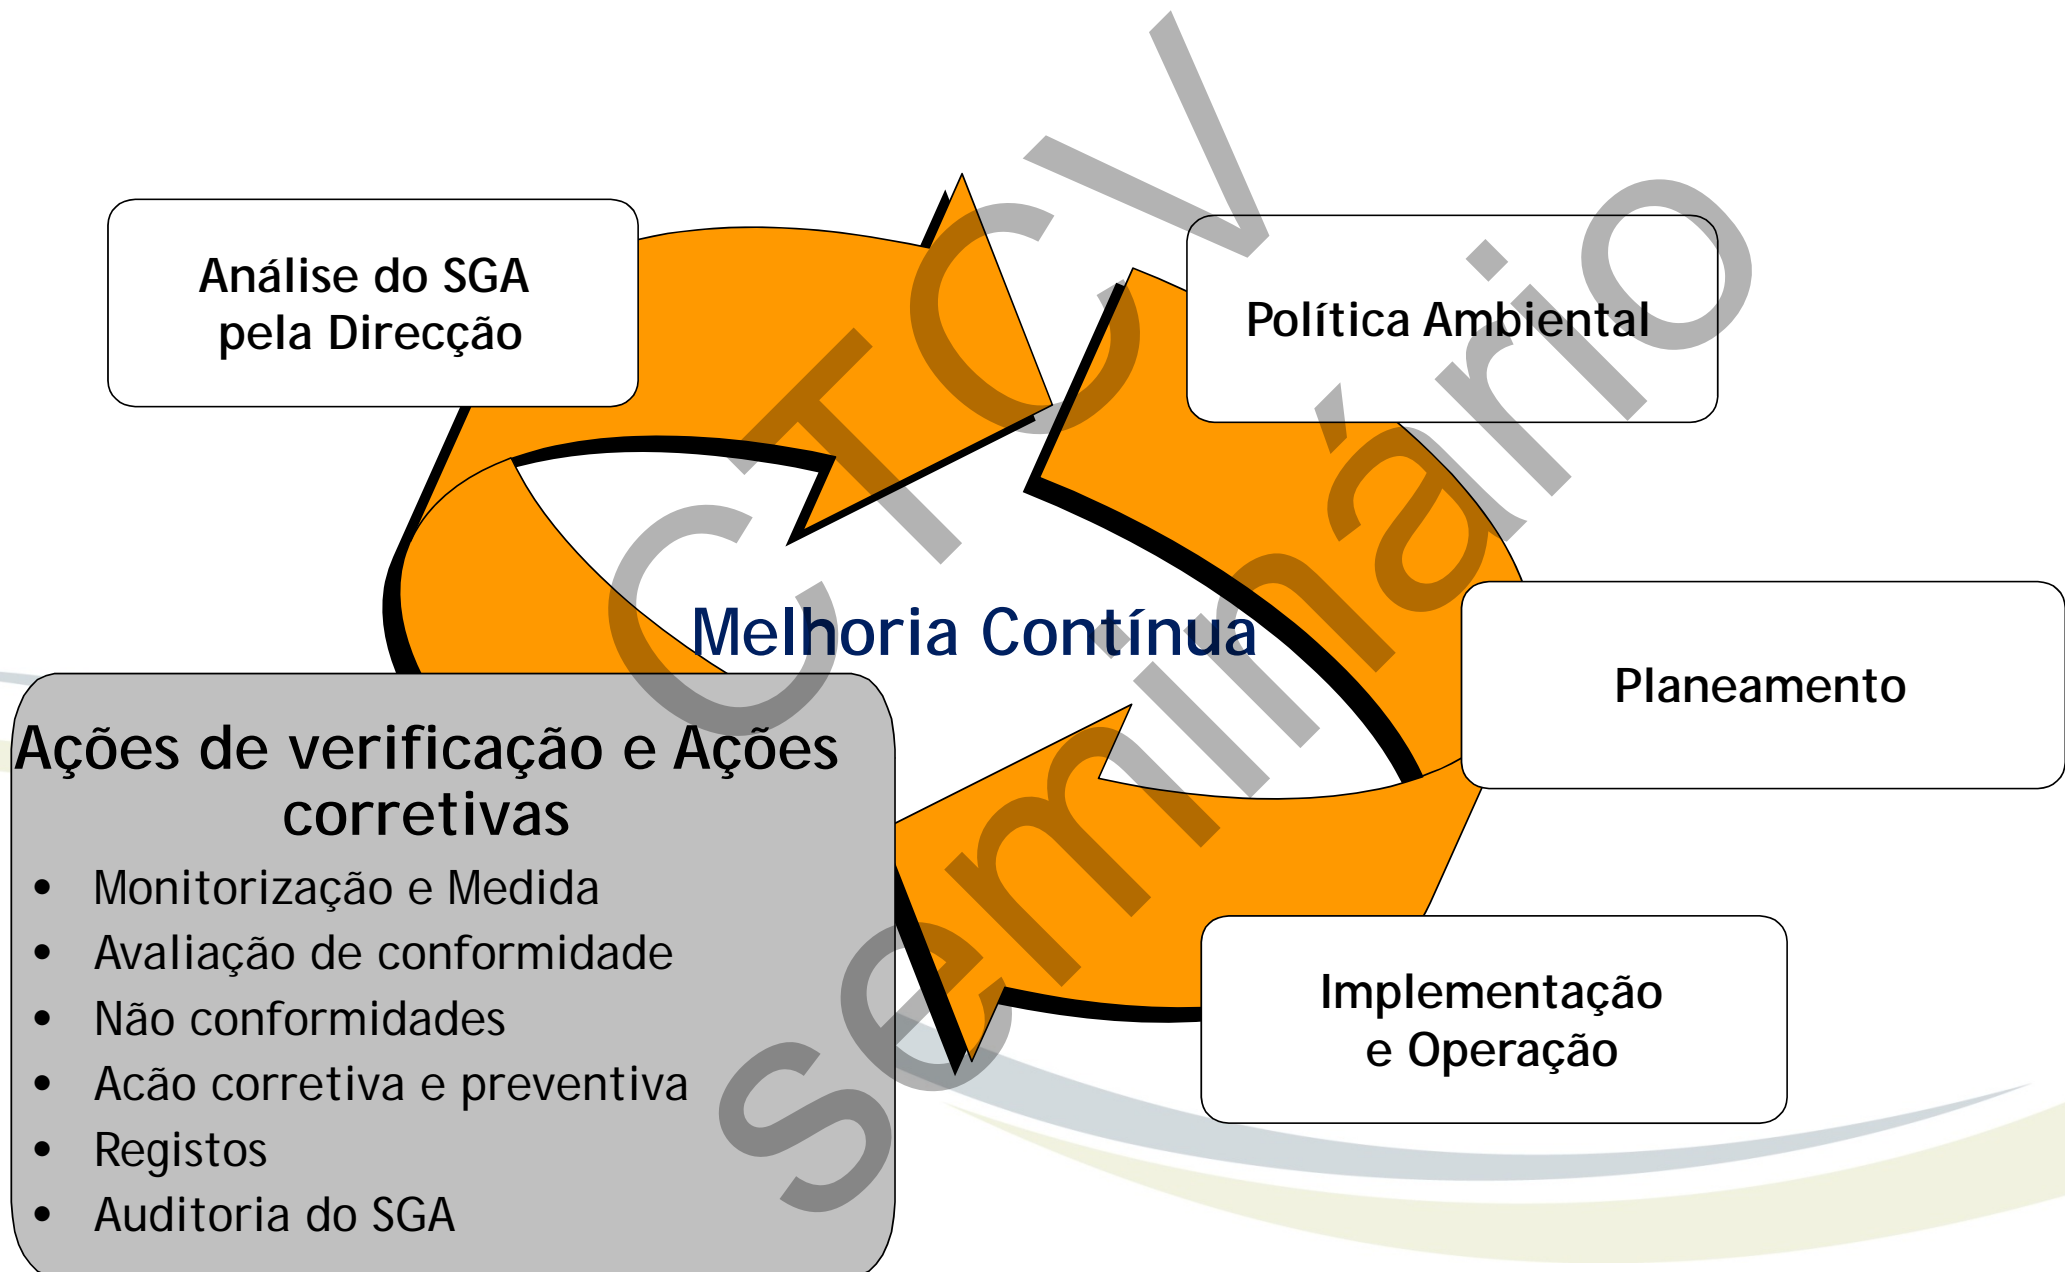 Análise do SGA
pela Direcção
Política Ambiental
Melhoria Contínua
Planeamento
Ações de verificação e Ações
corretivas
• Monitorização e Medida
• Avaliação de conformidade
• Não conformidades
• Acão corretiva e preventiva
• Registos
• Auditoria do SGA
Implementação
e Operação
CTCV
Seminário